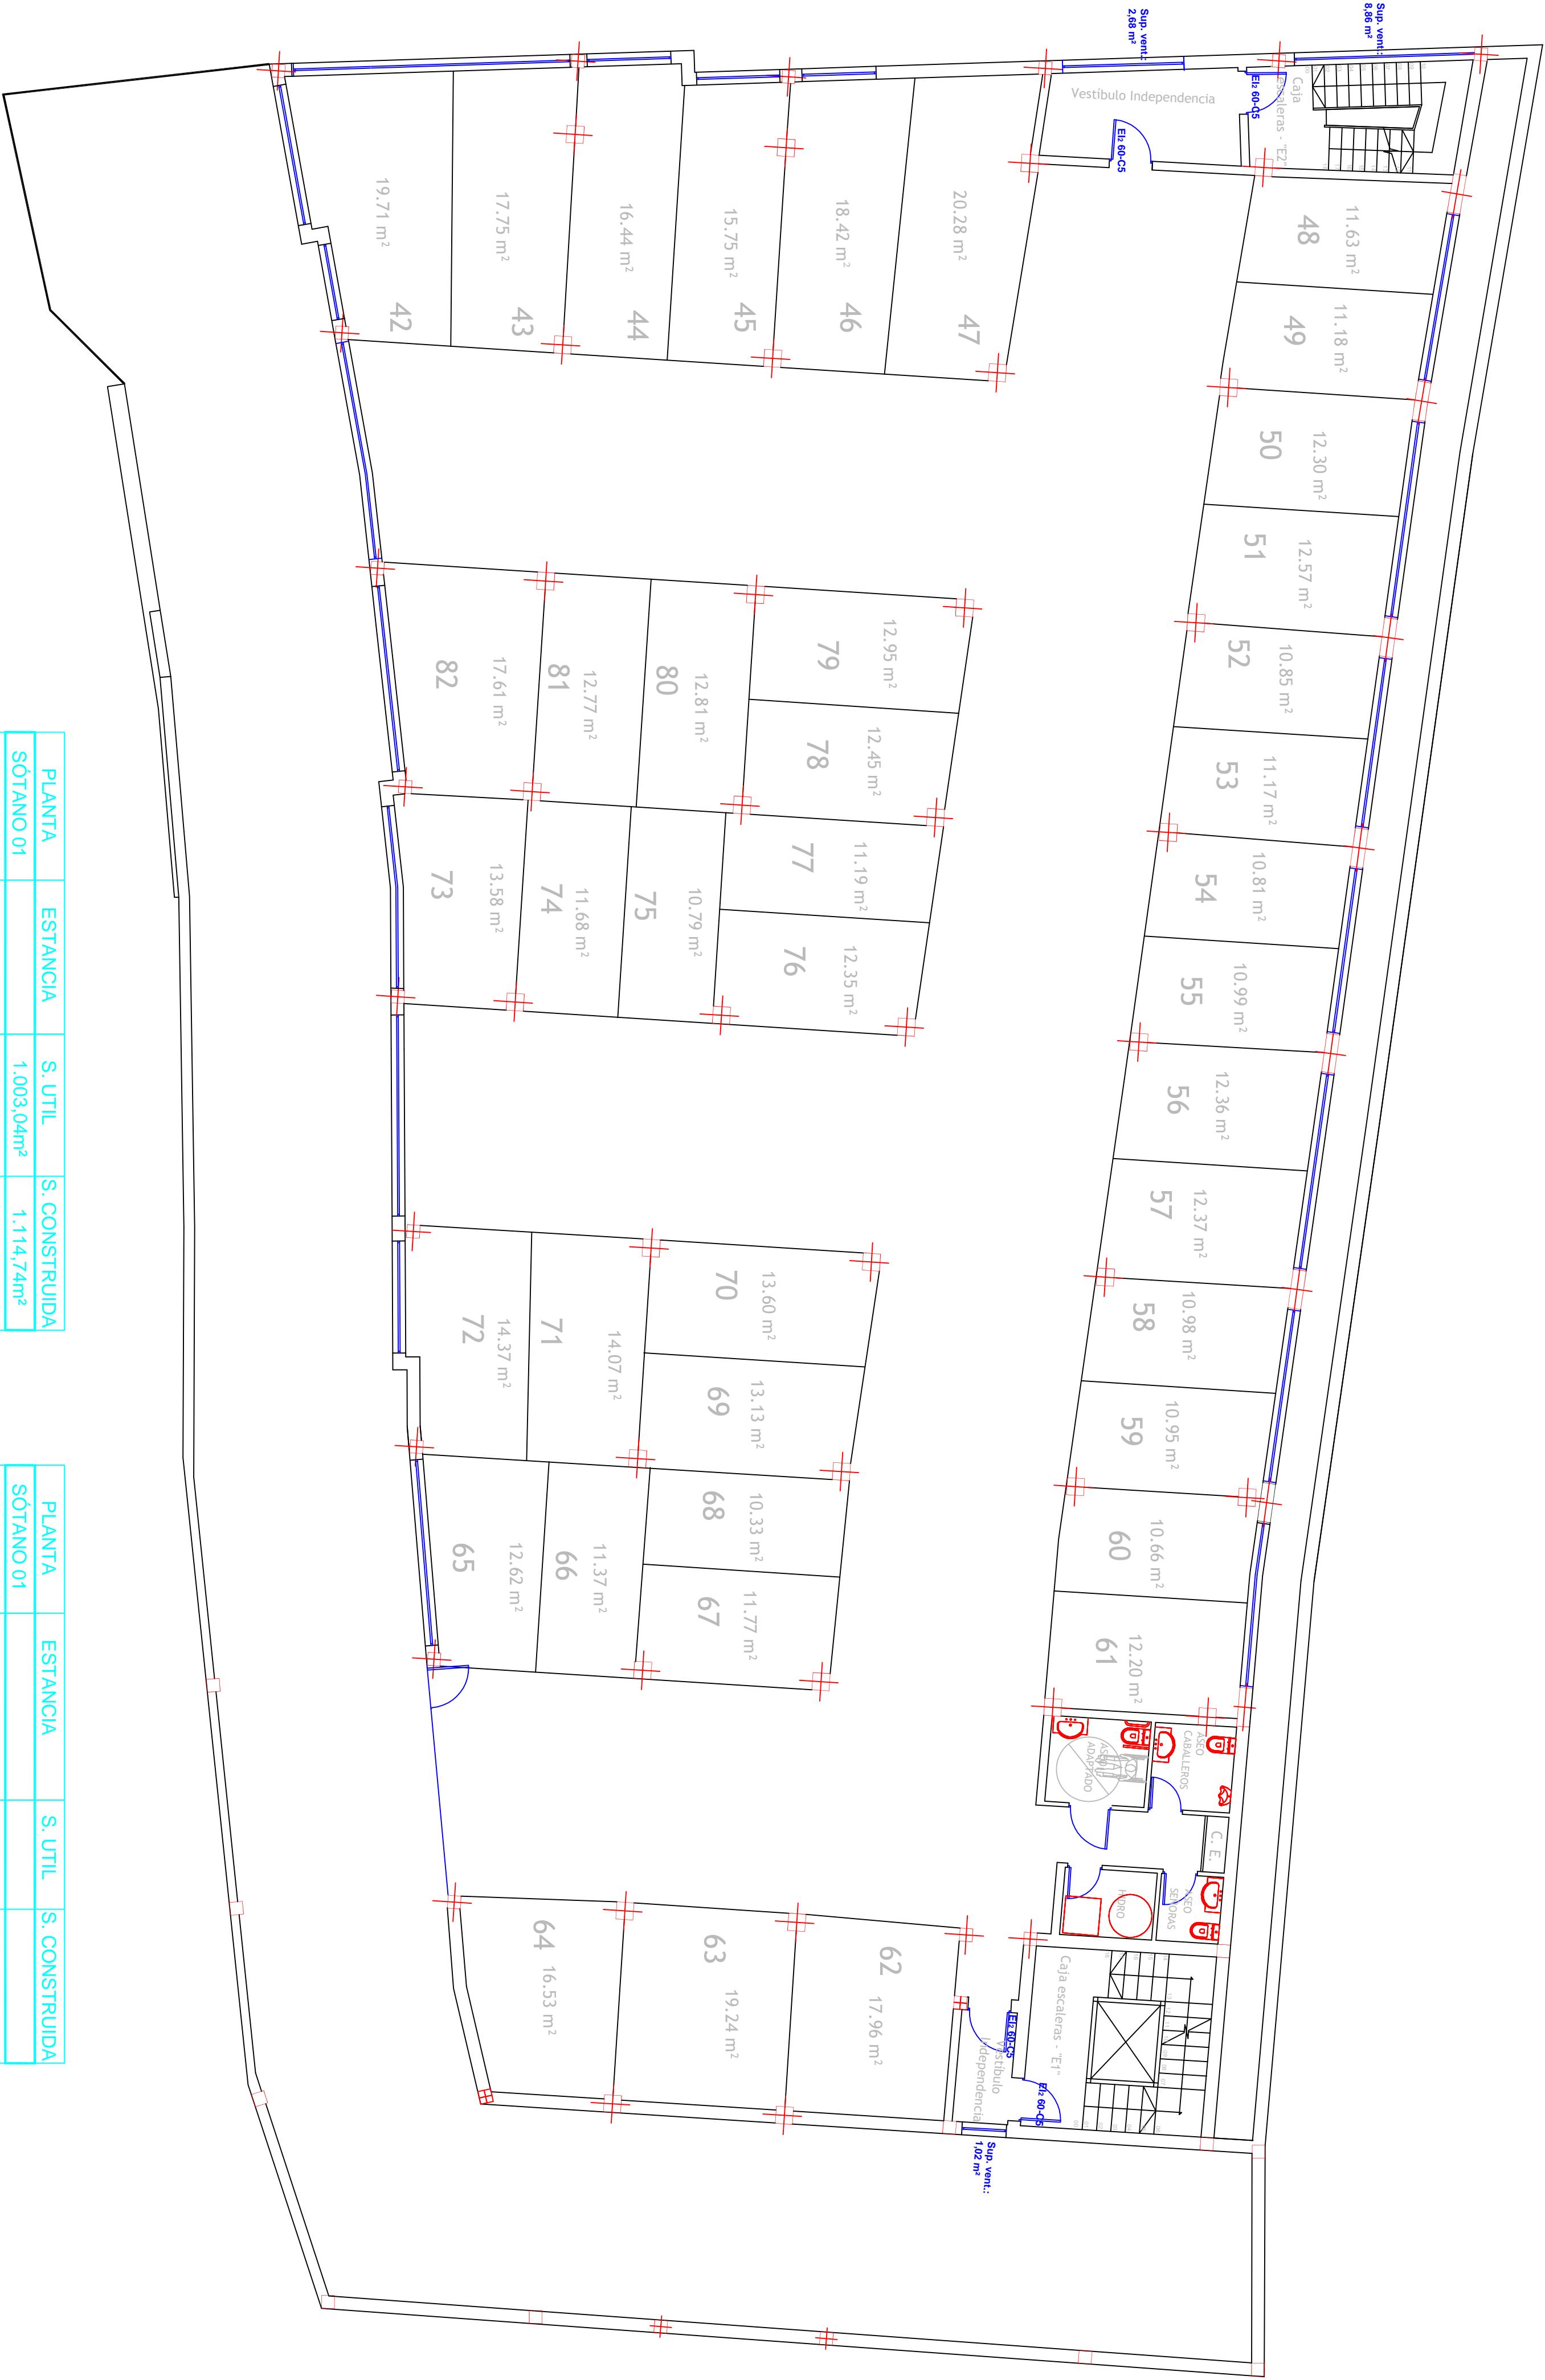 Sup. vent.:
8,86 m²
Sup. vent.:
2,68 m²
Caja
escaleras - "E2"
EI₂ 60-C5
Vestibulo Independencia
EI₂ 60-C5
42
19.71 m²
43
17.75 m²
44
16.44 m²
45
15.75 m²
46
18.42 m²
47
20.28 m²
11.63 m²
48
11.18 m²
49
12.30 m²
50
12.57 m²
51
10.85 m²
52
11.17 m²
53
10.81 m²
54
10.99 m²
55
12.36 m²
56
12.37 m²
57
10.98 m²
58
10.95 m²
59
10.66 m²
60
12.20 m²
61
12.95 m²
79
12.45 m²
78
12.81 m²
80
12.77 m²
81
17.61 m²
82
11.19 m²
77
12.35 m²
76
10.79 m²
75
11.68 m²
74
13.58 m²
73
13.60 m²
70
13.13 m²
69
14.07 m²
71
14.37 m²
72
10.33 m²
68
11.77 m²
67
11.37 m²
66
12.62 m²
65
ASEO
CABALLEROS
ASEO
ADAPTADO
C. E.
ASEO
SEÑORAS
HIDRO
Caja escaleras - "E1"
EI₂ 60-C5
Vestibulo
Independencia
EI₂ 60-C5
Sup. vent.:
1,02 m²
62
17.96 m²
63
19.24 m²
64
16.53 m²
PLANTA ESTANCIA S. UTIL S. CONSTRUIDA
SÓTANO 01 1.003,04m² 1.114,74m²
PLANTA ESTANCIA S. UTIL S. CONSTRUIDA
SÓTANO 01